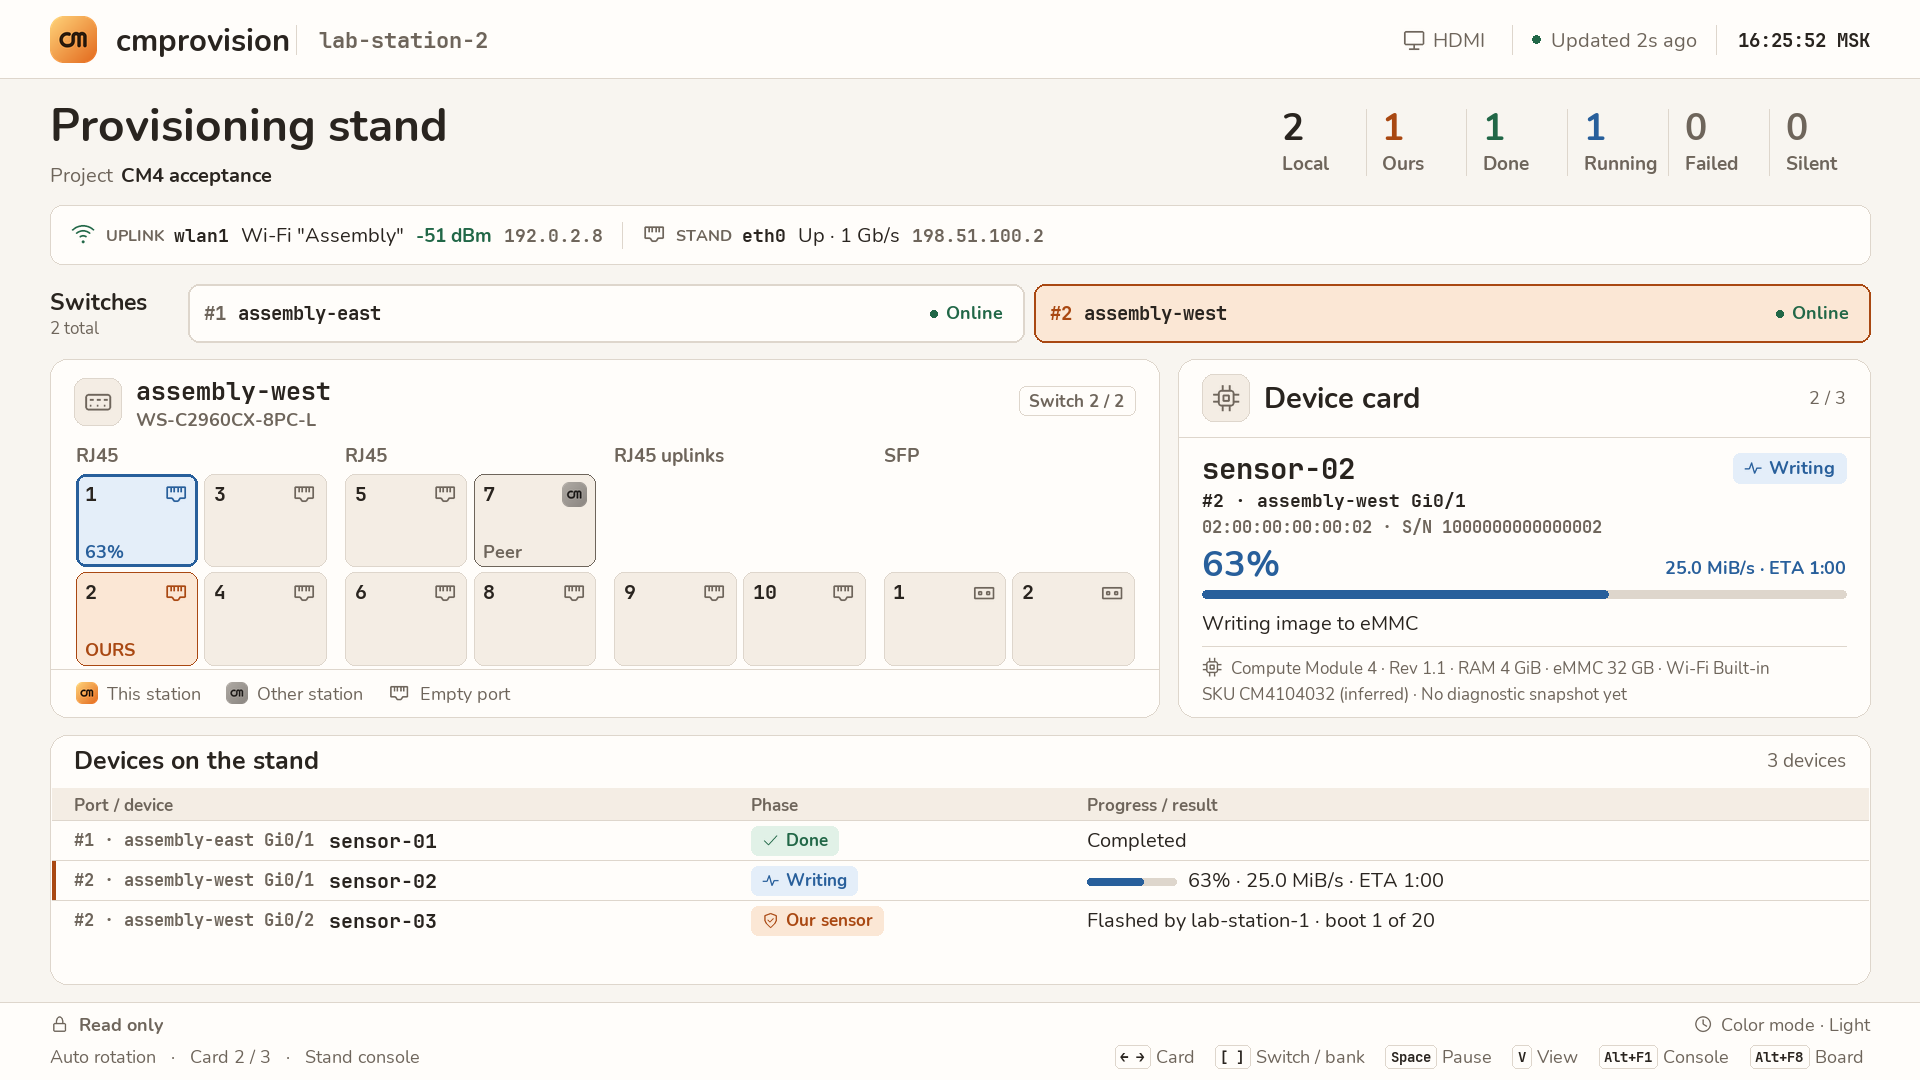 cm cmprovision lab-station-2 HDMI Updated 2s ago 16:25:52 MSK
Provisioning stand
Project CM4 acceptance
2 1 1 1 0 0
Local Ours Done Running Failed Silent
UPLINK wlan1 Wi-Fi "Assembly" -51 dBm 192.0.2.8 STAND eth0 Up · 1 Gb/s 198.51.100.2
Switches
2 total
#1 assembly-east Online
#2 assembly-west Online
assembly-west
WS-C2960CX-8PC-L
Switch 2 / 2
RJ45 RJ45 RJ45 uplinks SFP
1 3 5 7 cm
63% Peer
2 4 6 8 9 10 1 2
OURS
cm This station cm Other station Empty port
Device card 2 / 3
sensor-02 Writing
#2 · assembly-west Gi0/1
02:00:00:00:00:02 · S/N 1000000000000002
63% 25.0 MiB/s · ETA 1:00
Writing image to eMMC
Compute Module 4 · Rev 1.1 · RAM 4 GiB · eMMC 32 GB · Wi-Fi Built-in
SKU CM4104032 (inferred) · No diagnostic snapshot yet
Devices on the stand 3 devices
Port / device Phase Progress / result
#1 · assembly-east Gi0/1 sensor-01 Done Completed
#2 · assembly-west Gi0/1 sensor-02 Writing 63% · 25.0 MiB/s · ETA 1:00
#2 · assembly-west Gi0/2 sensor-03 Our sensor Flashed by lab-station-1 · boot 1 of 20
Read only Color mode · Light
Auto rotation · Card 2 / 3 · Stand console
← → Card [ ] Switch / bank Space Pause V View Alt+F1 Console Alt+F8 Board